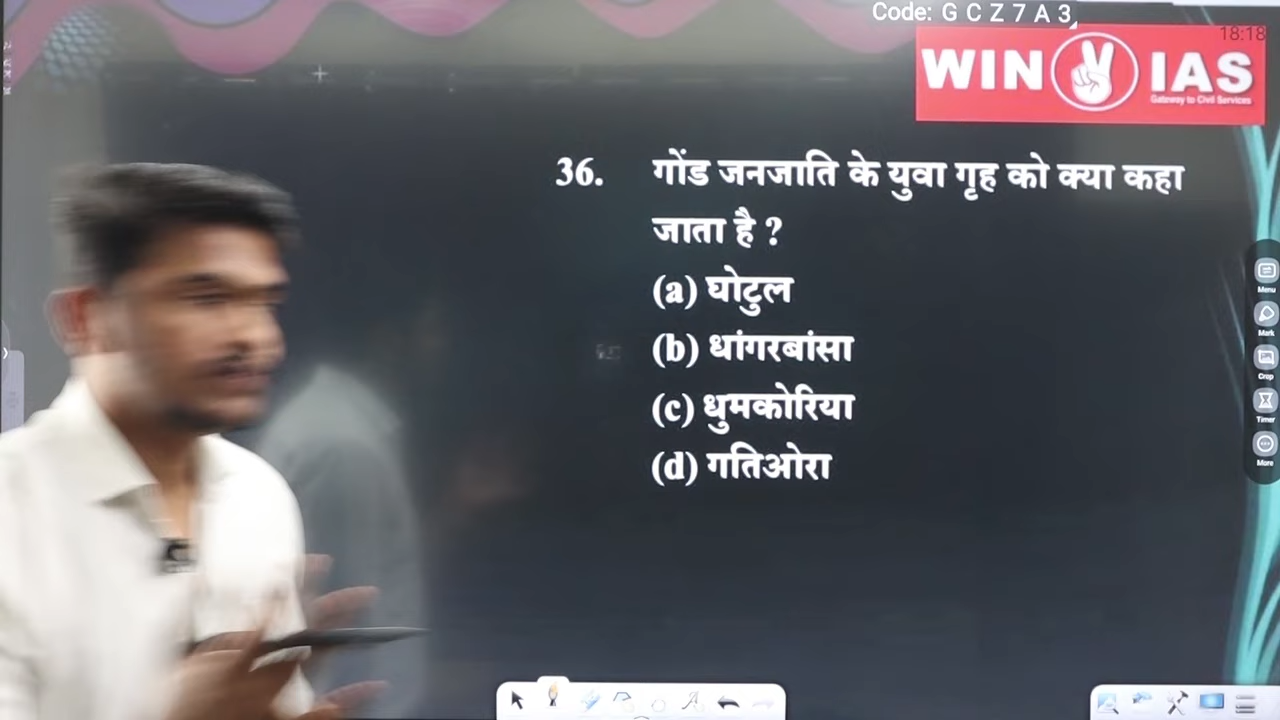 Code: G C Z 7 A 3
18:18
WIN IAS
Gateway to Civil Services
36. गोंड जनजाति के युवा गृह को क्या कहा
जाता है ?
(a) घोटुल
(b) धांगरबांसा
(c) धुमकोरिया
(d) गतिओरा
Menu
Mark
Crop
Timer
More